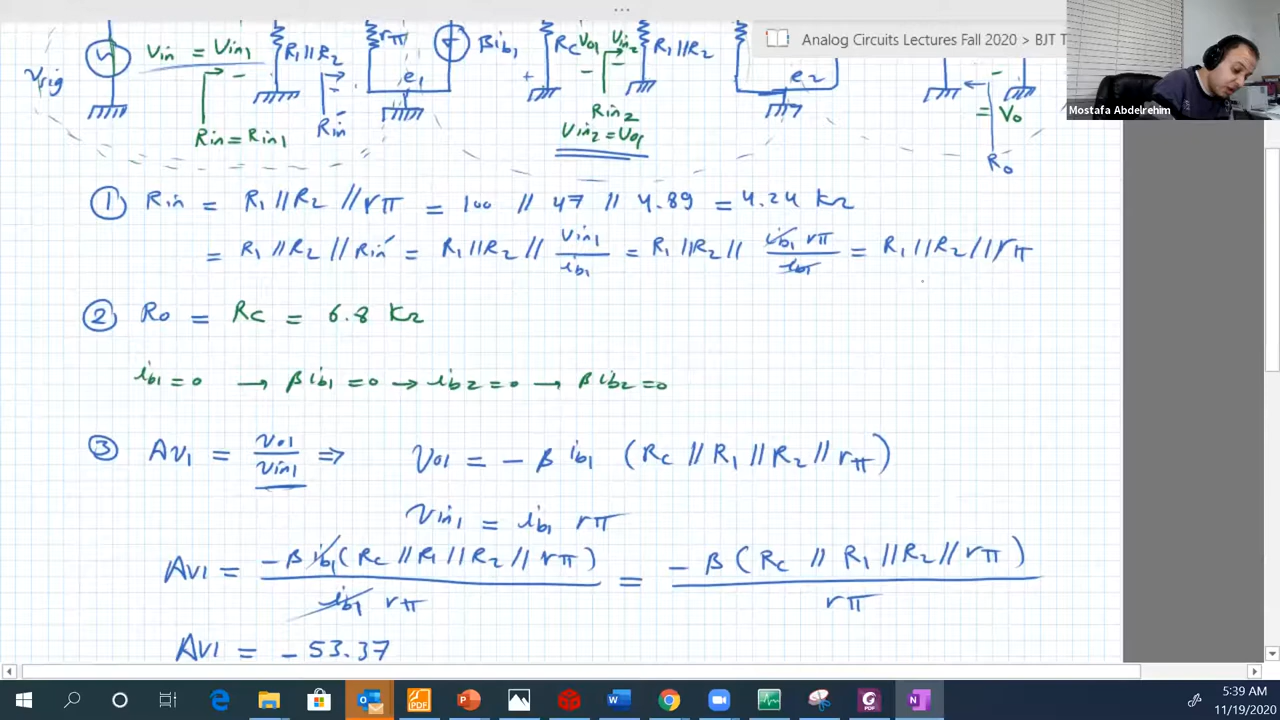 Analog Circuits Lectures Fall 2020 > BJT T
Mostafa Abdelrehim
Vin = Vin1 R1//R2 rπ βib1 Rc Vo1 Vin2 R1//R2
vsig e1 e2
+ − − − − = Vo
Rin = Rin1 Rin´ Rin2 Ro
Vin2 = Vo1
① Rin = R1//R2 //rπ = 100 // 47 // 4.89 = 4.24 KΩ
= R1//R2 // Rin´ = R1//R2 // Vin1/ib1 = R1//R2 // ib1 rπ/ib1 = R1//R2//rπ
② Ro = Rc = 6.8 KΩ
ib1 = 0 → βib1 = 0 → ib2 = 0 → βib2 = 0
③ Av1 = vo1/vin1 ⇒ Vo1 = − β ib1 (Rc // R1 // R2 // rπ)
Vin1 = ib1 rπ
Av1 = −β ib1 (Rc // R1 // R2 // rπ)/ib1 rπ = − β (Rc // R1 // R2 // rπ)/rπ
Av1 = − 53.37
5:39 AM
11/19/2020